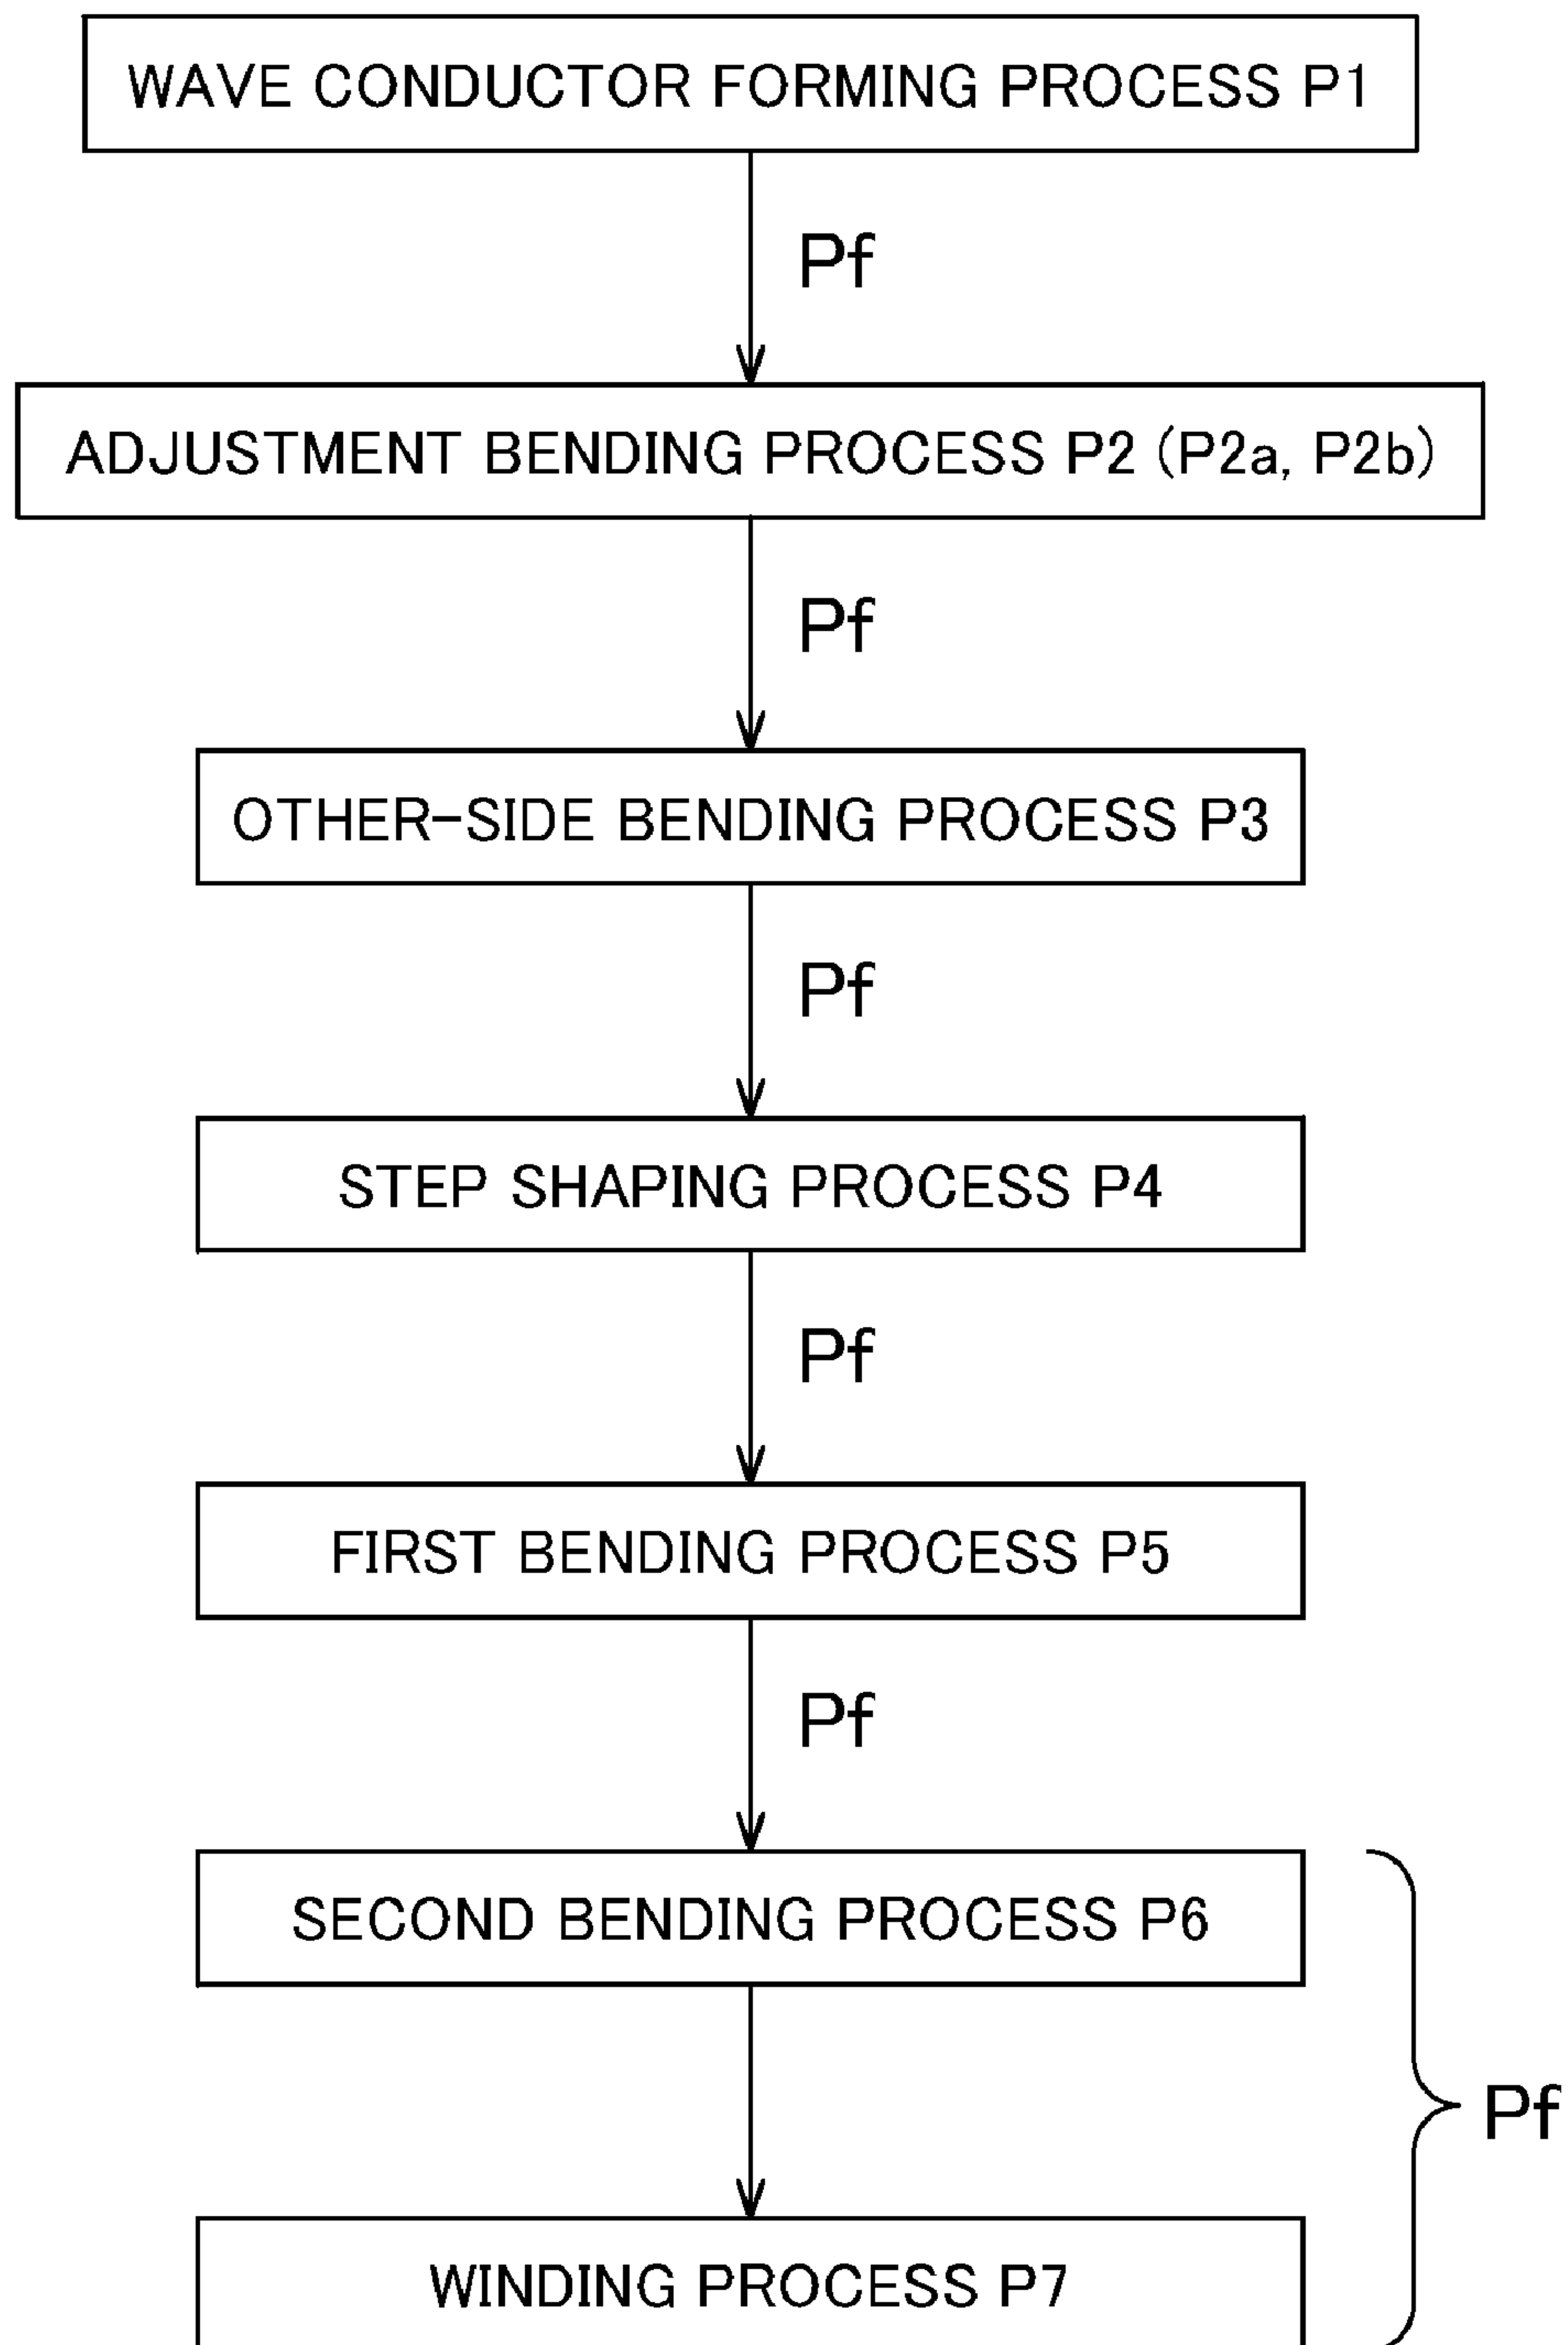 WAVE CONDUCTOR FORMING PROCESS P1
Pf
ADJUSTMENT BENDING PROCESS P2 (P2a, P2b)
Pf
OTHER-SIDE BENDING PROCESS P3
Pf
STEP SHAPING PROCESS P4
Pf
FIRST BENDING PROCESS P5
Pf
SECOND BENDING PROCESS P6
Pf
WINDING PROCESS P7